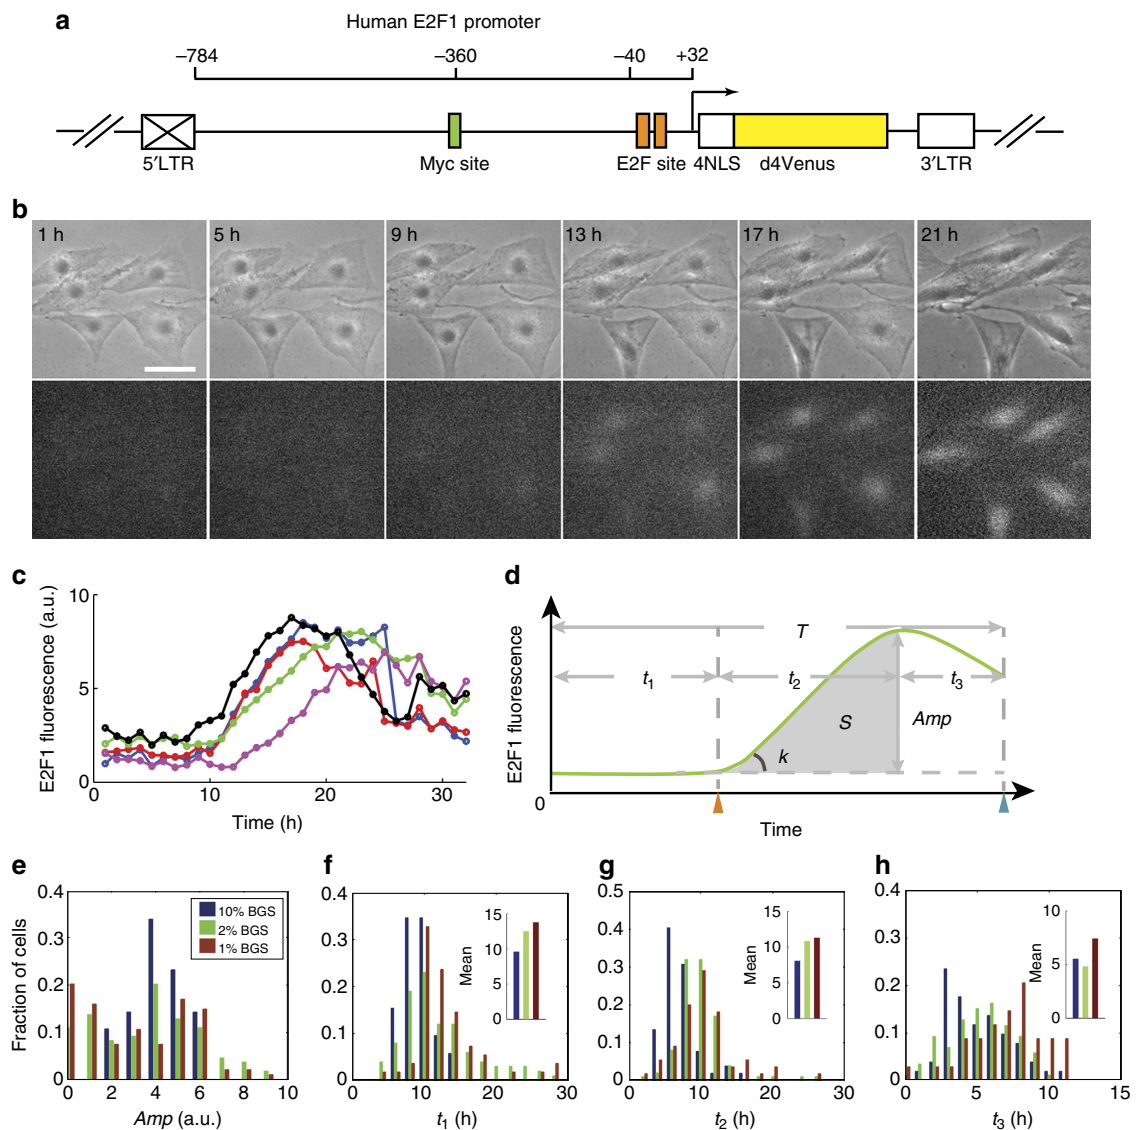 a
Human E2F1 promoter
–784
–360
–40
+32
5′LTR
Myc site
E2F site
4NLS
d4Venus
3′LTR
b
1 h
5 h
9 h
13 h
17 h
21 h
c
E2F1 fluorescence (a.u.)
10
5
0
0
10
20
30
Time (h)
d
E2F1 fluorescence
T
t1
t2
t3
S
Amp
k
0
Time
e
Fraction of cells
0.4
0.3
0.2
0.1
0
10% BGS
2% BGS
1% BGS
0
2
4
6
8
10
Amp (a.u.)
f
0.4
0.3
0.2
0.1
0
Mean
15
10
5
0
0
10
20
30
t1 (h)
g
0.5
0.4
0.3
0.2
0.1
0
Mean
15
10
5
0
0
10
20
30
t2 (h)
h
0.4
0.3
0.2
0.1
0
Mean
10
5
0
0
5
10
15
t3 (h)